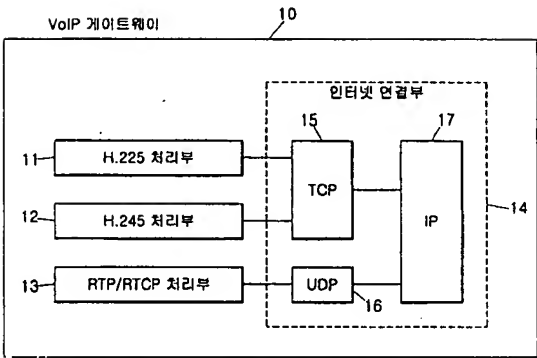 VoIP 게이트웨이
10
인터넷 연결부
15
17
11
H.225 처리부
TCP
IP
14
12
H.245 처리부
13
RTP/RTCP 처리부
UDP
16